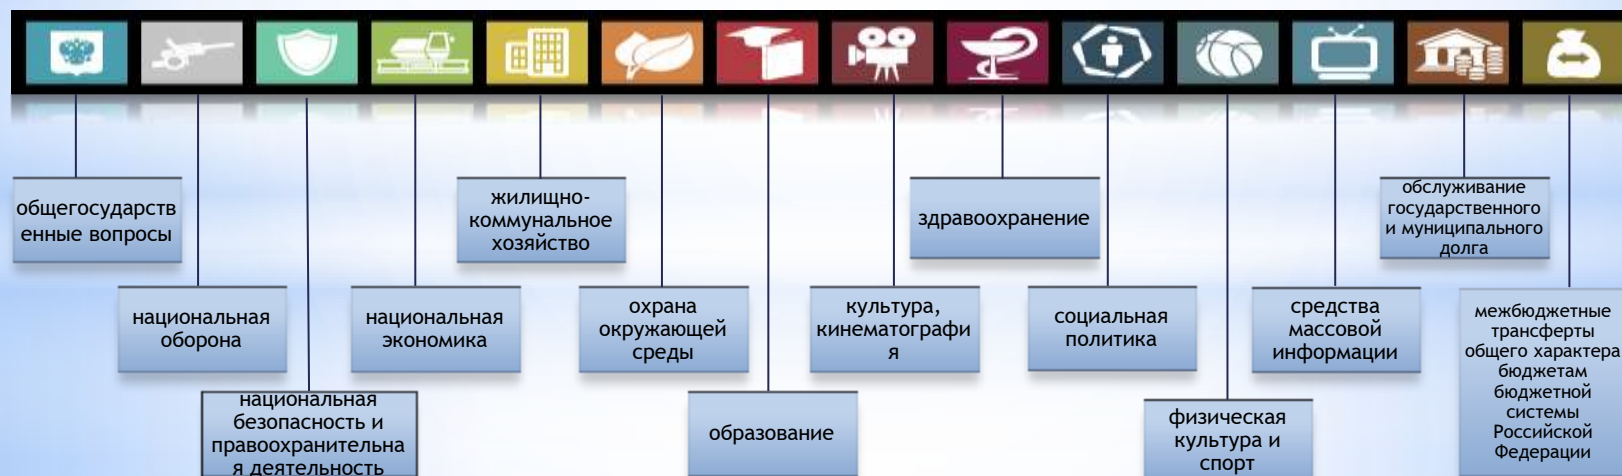 общегосударств
енные вопросы
национальная
оборона
национальная
безопасность и
правоохранительна
я деятельность
национальная
экономика
жилищно-
коммунальное
хозяйство
охрана
окружающей
среды
образование
культура,
кинематографи
я
здравоохранение
социальная
политика
физическая
культура и
спорт
средства
массовой
информации
обслуживание
государственного
и муниципального
долга
межбюджетные
трансферты
общего характера
бюджетам
бюджетной
системы
Российской
Федерации